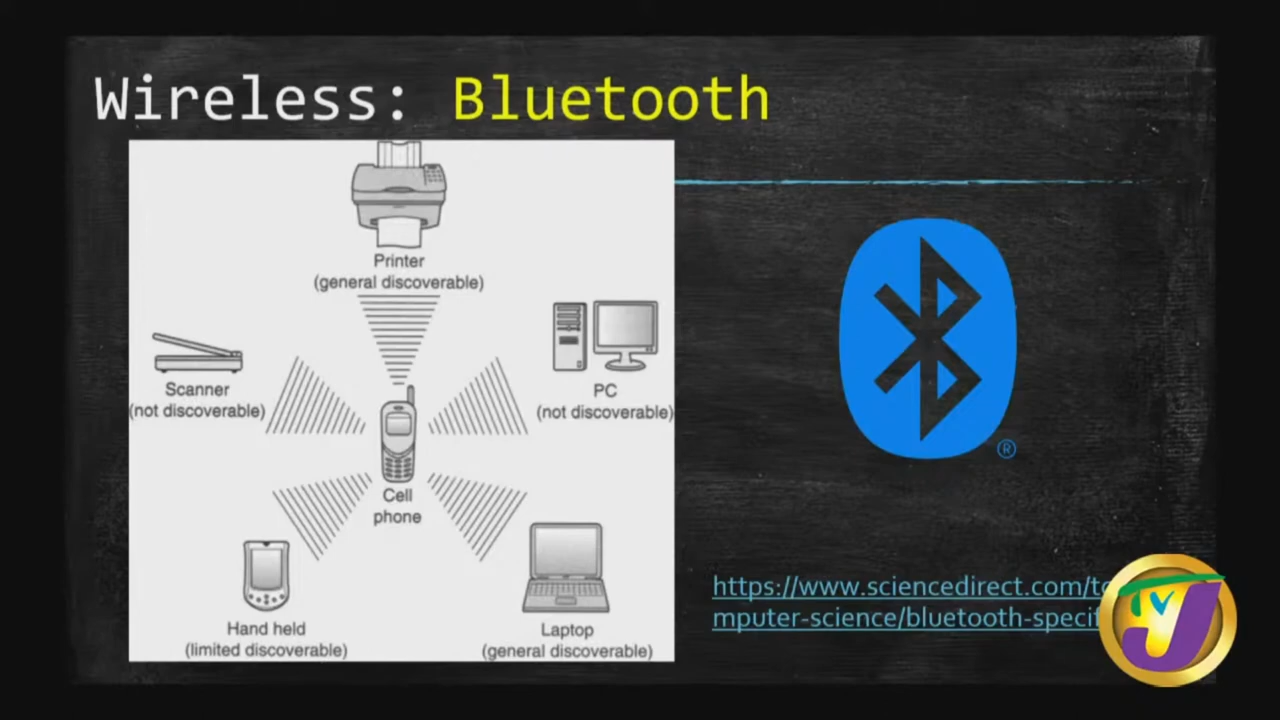 Wireless: Bluetooth
Printer
(general discoverable)
Scanner
(not discoverable)
PC
(not discoverable)
Cell
phone
Hand held
(limited discoverable)
Laptop
(general discoverable)
https://www.sciencedirect.com/
mputer-science/bluetooth-specif
®
TVJ